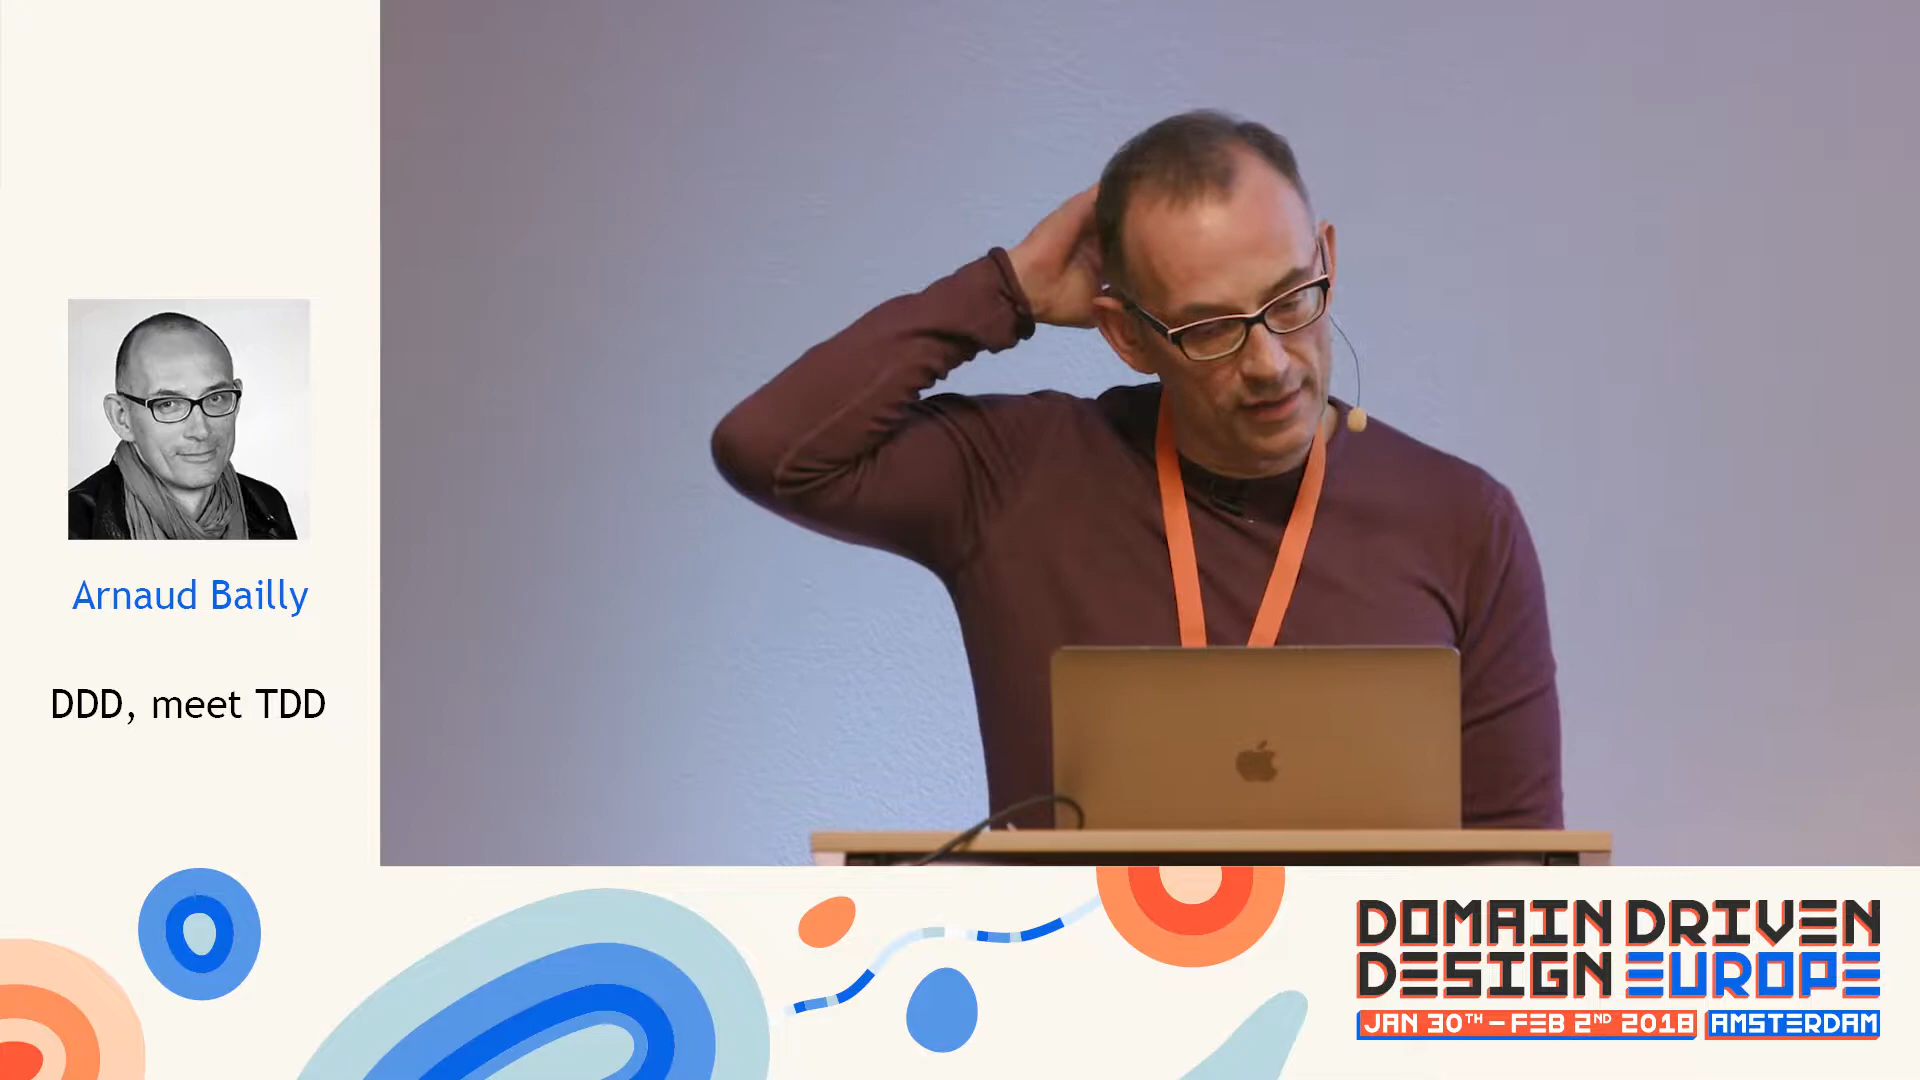 Arnaud Bailly
DDD, meet TDD
DOMAIN DRIVEN
DESIGN EUROPE
JAN 30TH - FEB 2ND 2018 AMSTERDAM